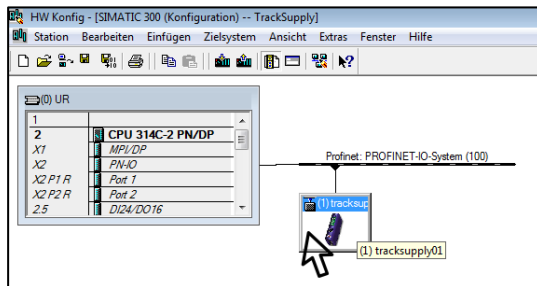 HW Konfig - [SIMATIC 300 (Konfiguration) -- TrackSupply]
Station Bearbeiten Einfügen Zielsystem Ansicht Extras Fenster Hilfe
(0) UR
1
2 CPU 314C-2 PN/DP
X1 MPI/DP
X2 PN-IO
X2 P1 R Port 1
X2 P2 R Port 2
2.5 DI24/DO16
Profinet: PROFINET-IO-System (100)
(1) tracksup
(1) tracksupply01